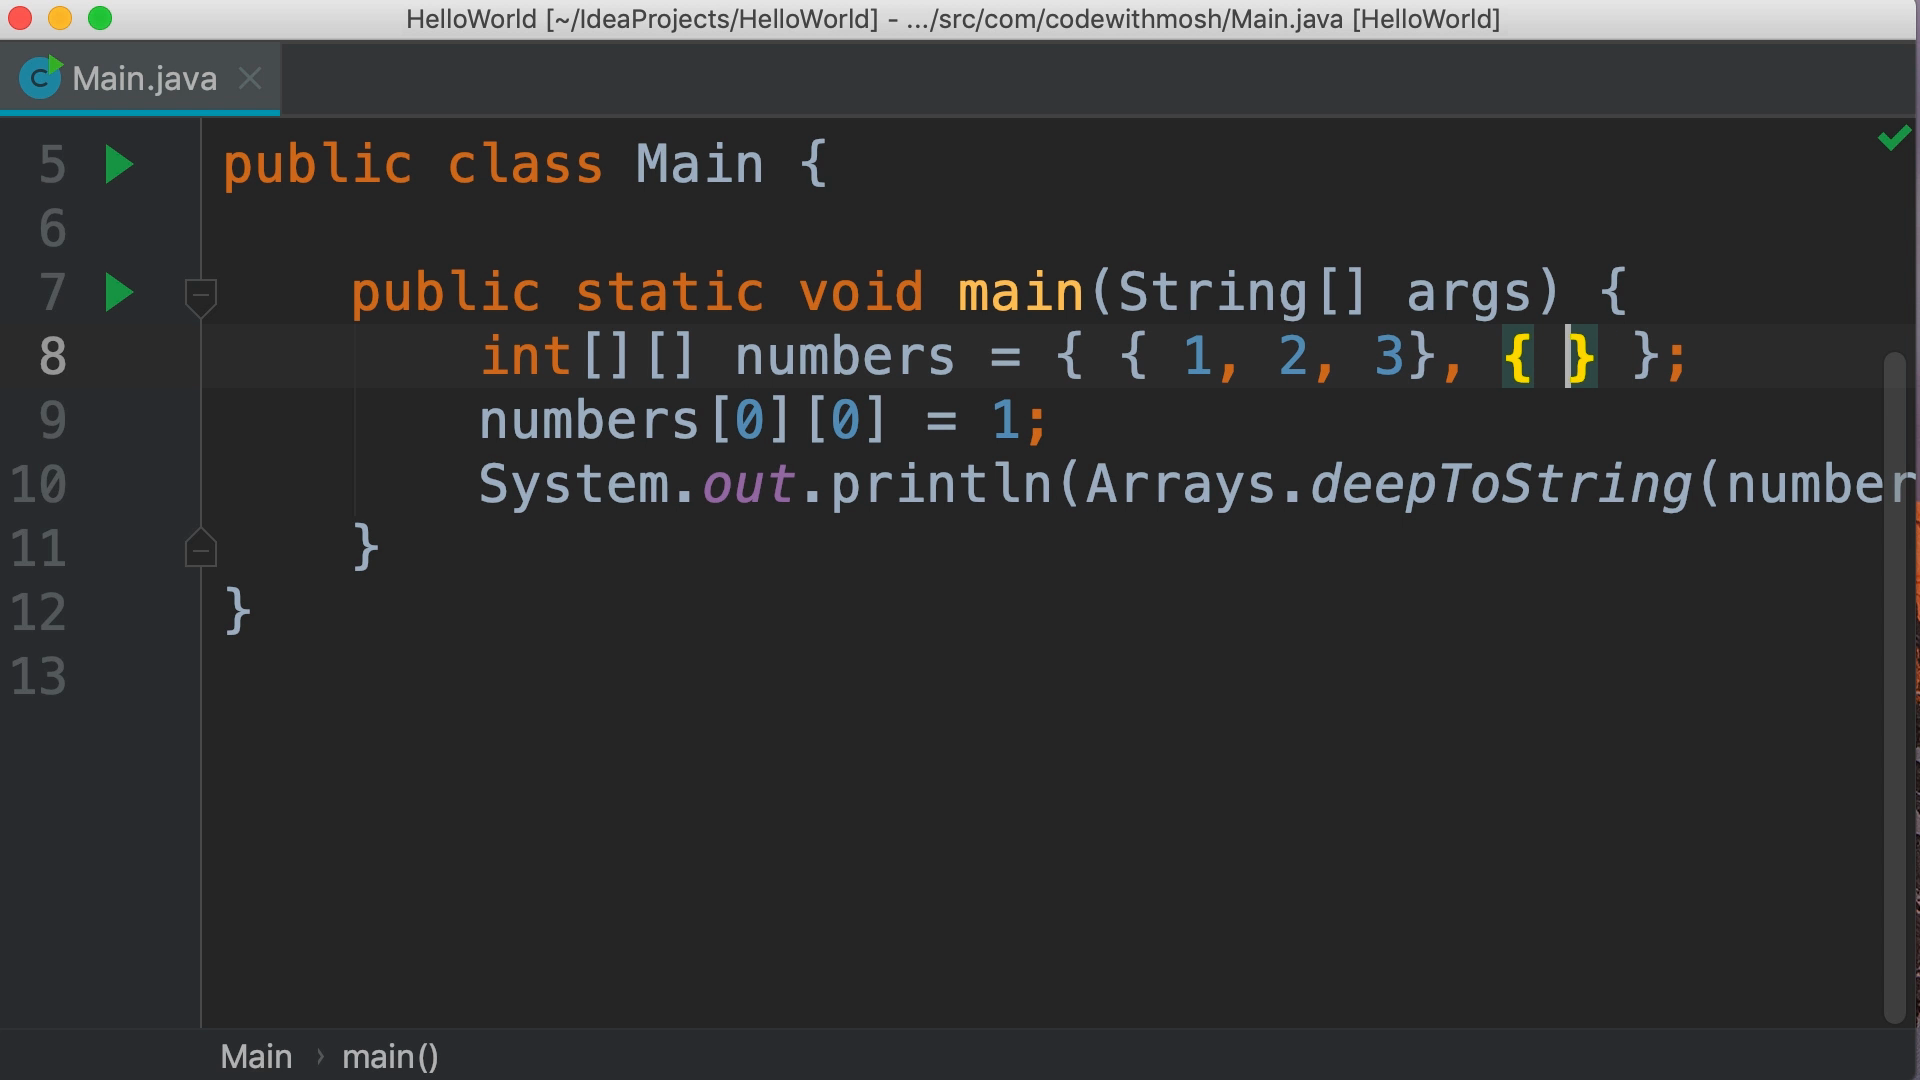 HelloWorld [~/IdeaProjects/HelloWorld] - .../src/com/codewithmosh/Main.java [HelloWorld]
C Main.java
5 public class Main {
6
7 public static void main(String[] args) {
8 int[][] numbers = { { 1, 2, 3}, { } };
9 numbers[0][0] = 1;
10 System.out.println(Arrays.deepToString(number
11 }
12 }
13
Main › main()